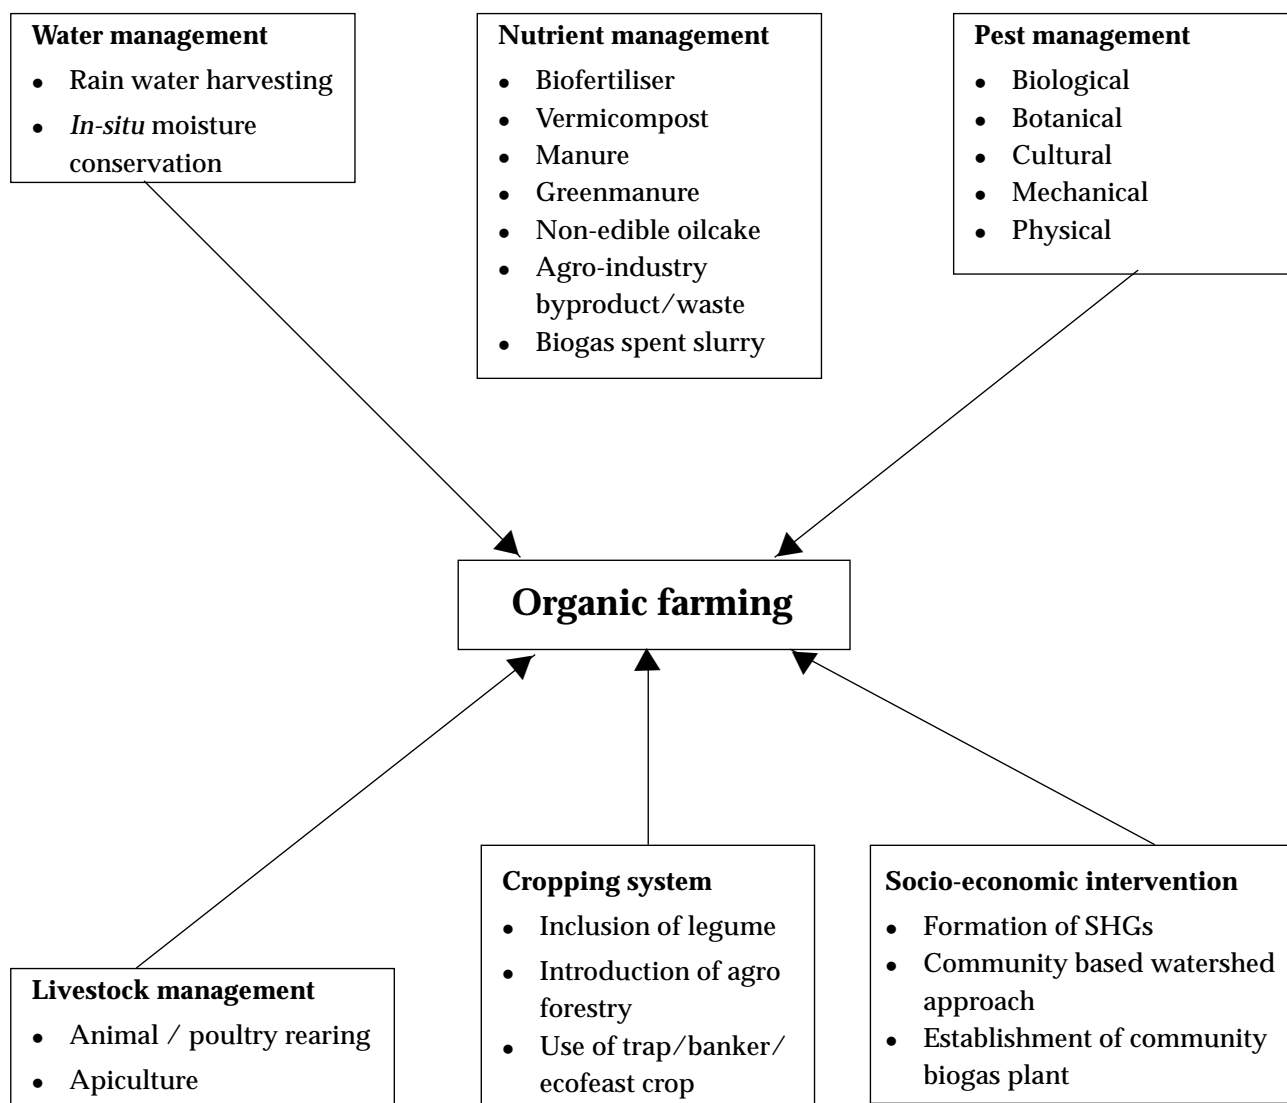 Water management
• Rain water harvesting
• In-situ moisture
conservation
Nutrient management
• Biofertiliser
• Vermicompost
• Manure
• Greenmanure
• Non-edible oilcake
• Agro-industry
byproduct/waste
• Biogas spent slurry
Pest management
• Biological
• Botanical
• Cultural
• Mechanical
• Physical
Organic farming
Livestock management
• Animal / poultry rearing
• Apiculture
Cropping system
• Inclusion of legume
• Introduction of agro
forestry
• Use of trap/banker/
ecofeast crop
Socio-economic intervention
• Formation of SHGs
• Community based watershed
approach
• Establishment of community
biogas plant